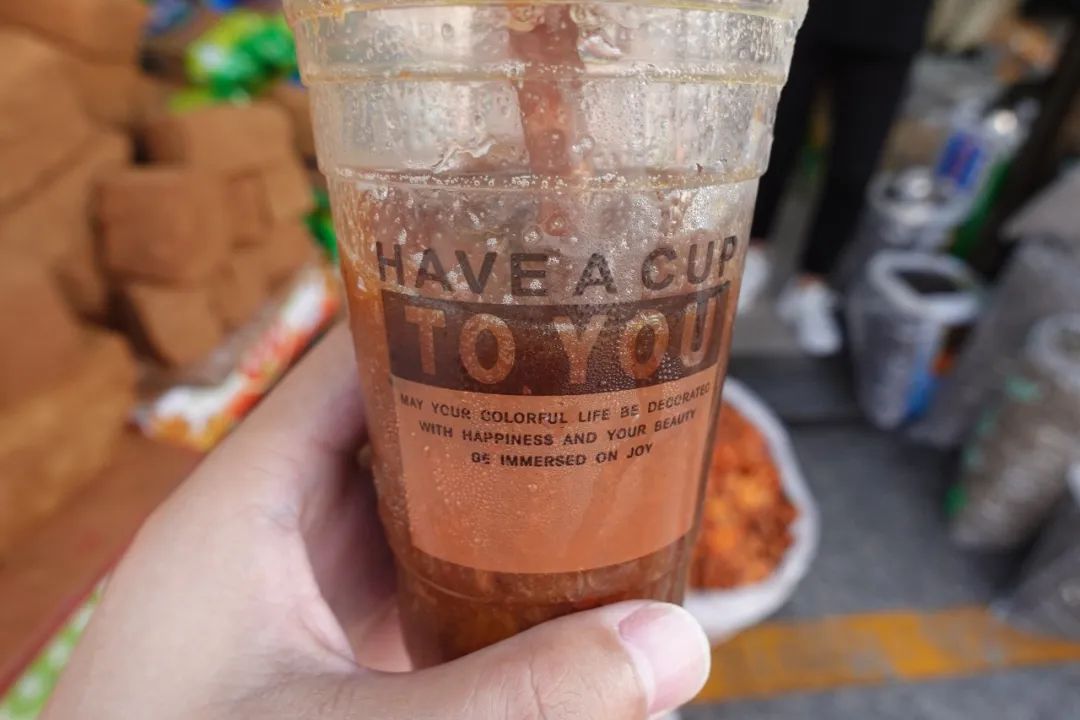 HAVE A CUP
TO YOU
MAY YOUR COLORFUL LIFE BE DECORATED
WITH HAPPINESS AND YOUR BEAUTY
BE IMMERSED ON JOY